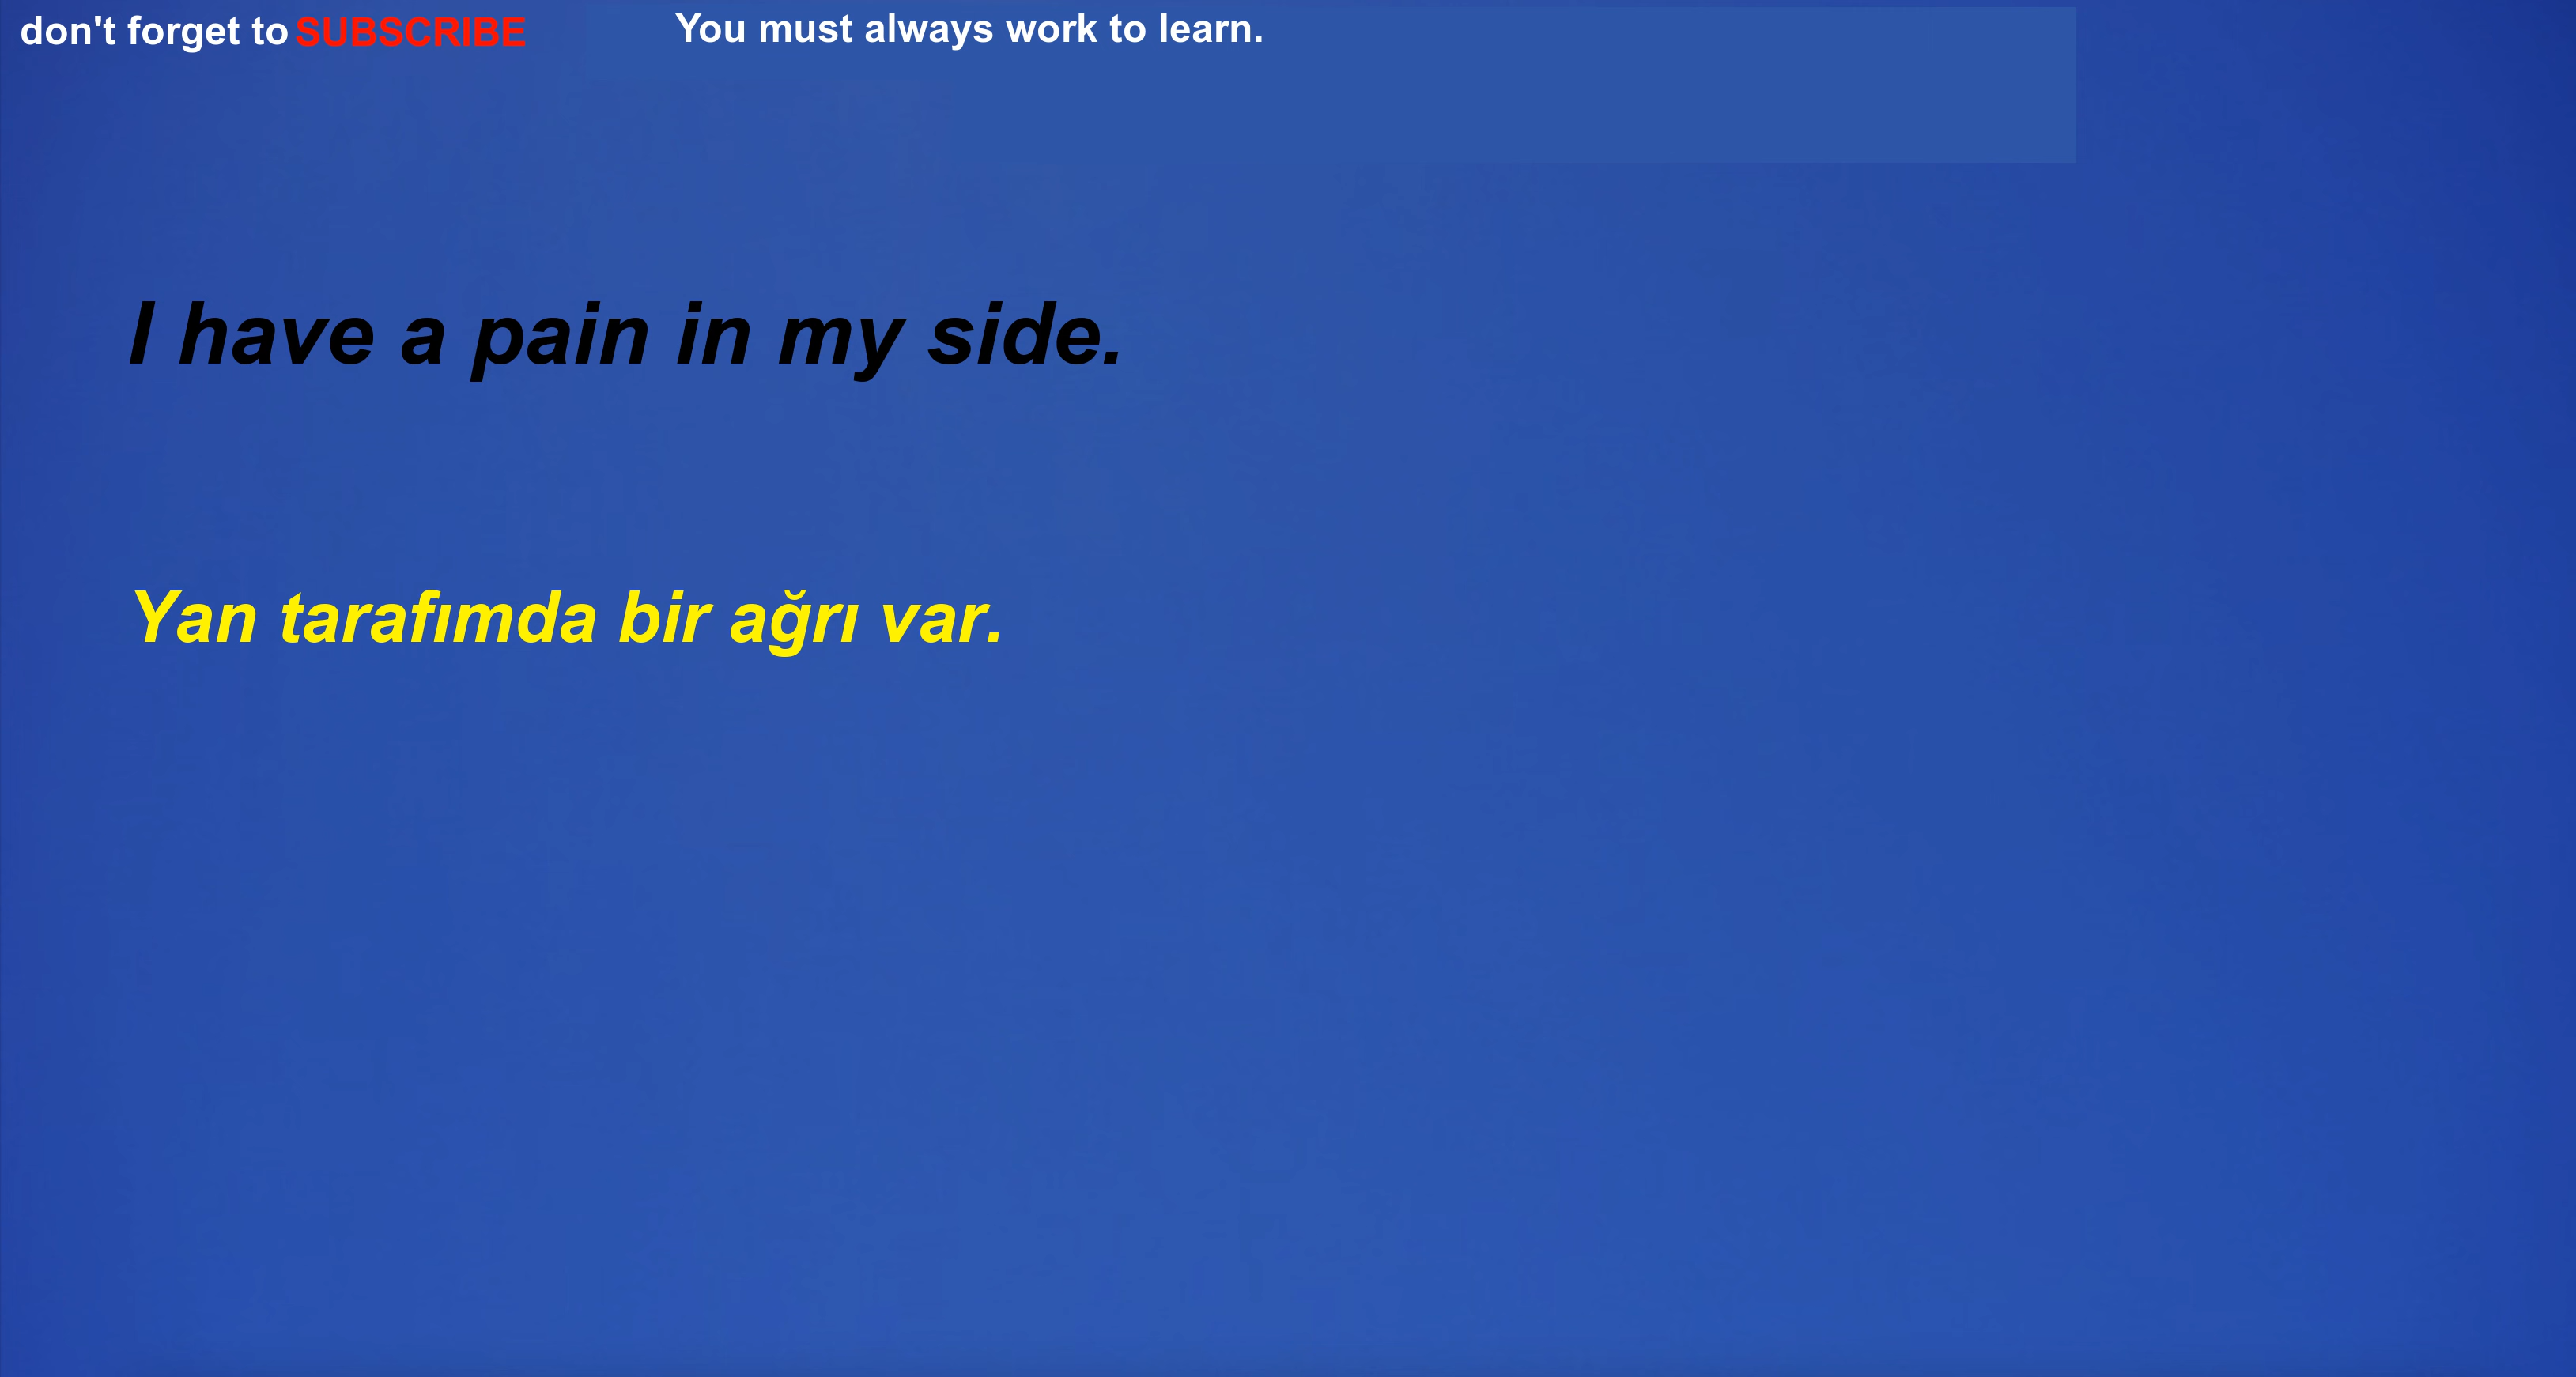 don't forget to SUBSCRIBE
You must always work to learn.
I have a pain in my side.
Yan tarafımda bir ağrı var.